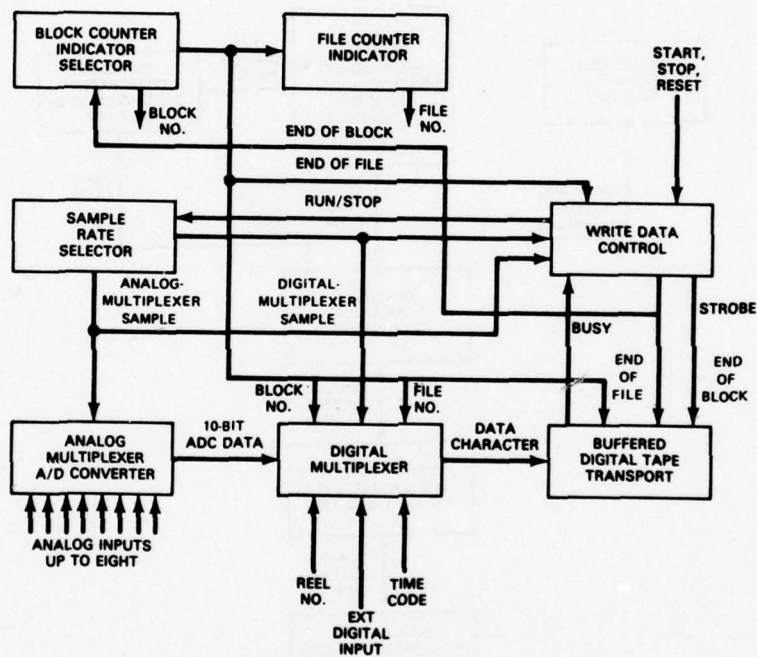 BLOCK COUNTER
INDICATOR
SELECTOR
FILE COUNTER
INDICATOR
START,
STOP,
RESET
BLOCK
NO.
FILE
NO.
END OF BLOCK
END OF FILE
RUN/STOP
SAMPLE
RATE
SELECTOR
WRITE DATA
CONTROL
ANALOG-
MULTIPLEXER
SAMPLE
DIGITAL-
MULTIPLEXER
SAMPLE
BUSY
STROBE
END
OF
FILE
END
OF
BLOCK
BLOCK
NO.
FILE
NO.
ANALOG
MULTIPLEXER
A/D CONVERTER
10-BIT
ADC DATA
DIGITAL
MULTIPLEXER
DATA
CHARACTER
BUFFERED
DIGITAL TAPE
TRANSPORT
ANALOG INPUTS
UP TO EIGHT
REEL
NO.
EXT
DIGITAL
INPUT
TIME
CODE